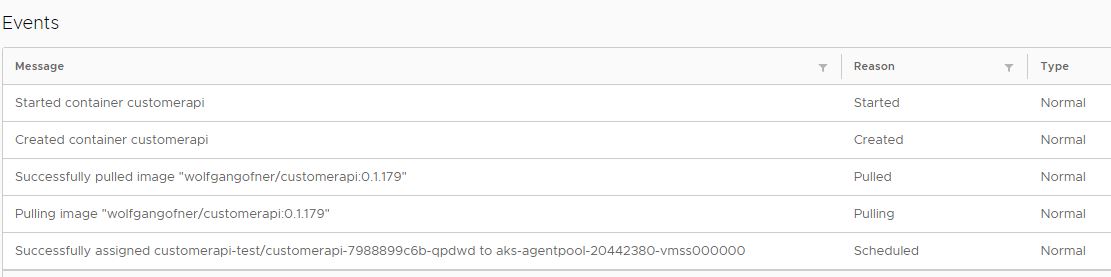 Events
Message Reason Type
Started container customerapi Started Normal
Created container customerapi Created Normal
Successfully pulled image "wolfgangofner/customerapi:0.1.179" Pulled Normal
Pulling image "wolfgangofner/customerapi:0.1.179" Pulling Normal
Successfully assigned customerapi-test/customerapi-7988899c6b-qpdwd to aks-agentpool-20442380-vmss000000 Scheduled Normal